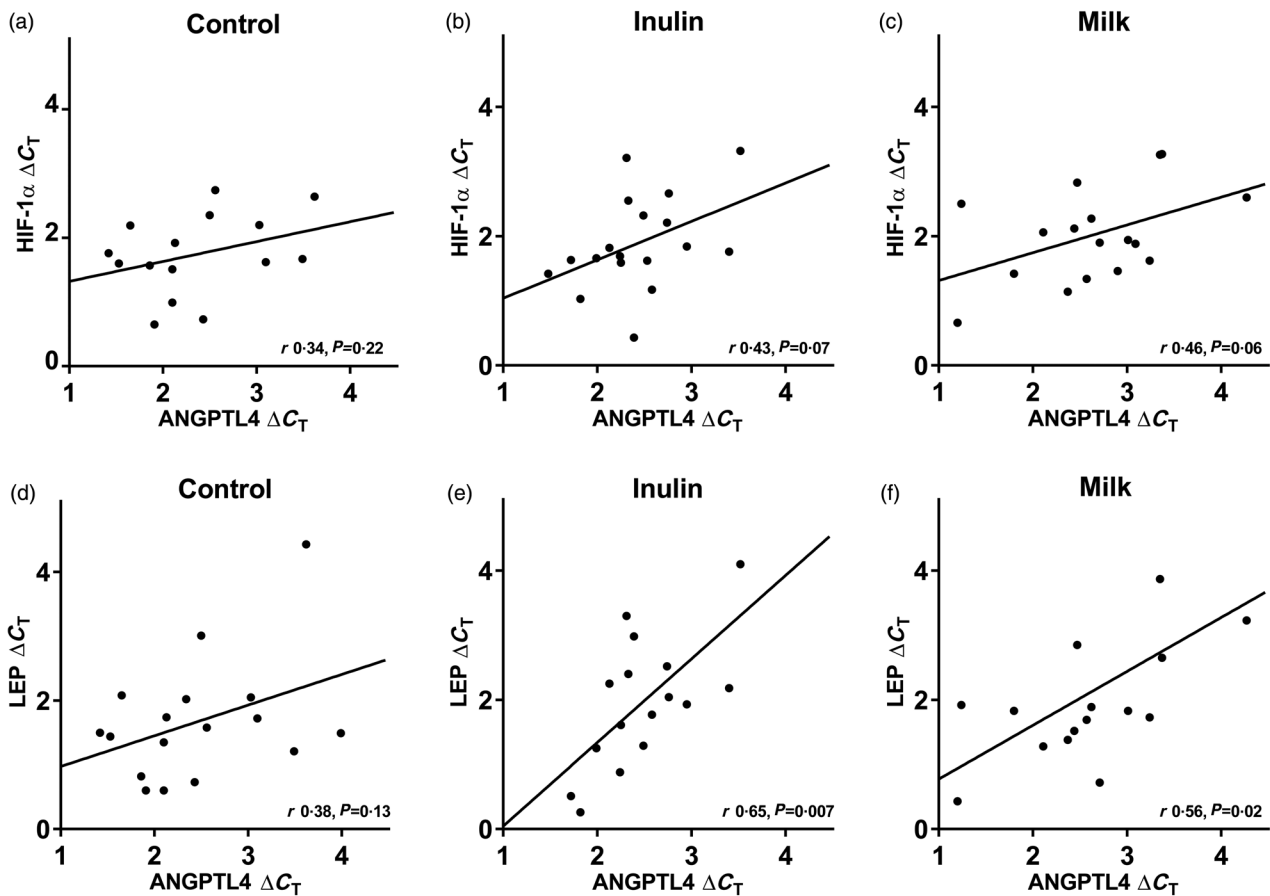 (a) Control
HIF-1α ΔCT
4
2
0
r 0·34, P=0·22
1 2 3 4
ANGPTL4 ΔCT
(b) Inulin
HIF-1α ΔCT
4
2
0
r 0·43, P=0·07
1 2 3 4
ANGPTL4 ΔCT
(c) Milk
HIF-1α ΔCT
4
2
0
r 0·46, P=0·06
1 2 3 4
ANGPTL4 ΔCT
(d) Control
LEP ΔCT
4
2
0
r 0·38, P=0·13
1 2 3 4
ANGPTL4 ΔCT
(e) Inulin
LEP ΔCT
4
2
0
r 0·65, P=0·007
1 2 3 4
ANGPTL4 ΔCT
(f) Milk
LEP ΔCT
4
2
0
r 0·56, P=0·02
1 2 3 4
ANGPTL4 ΔCT